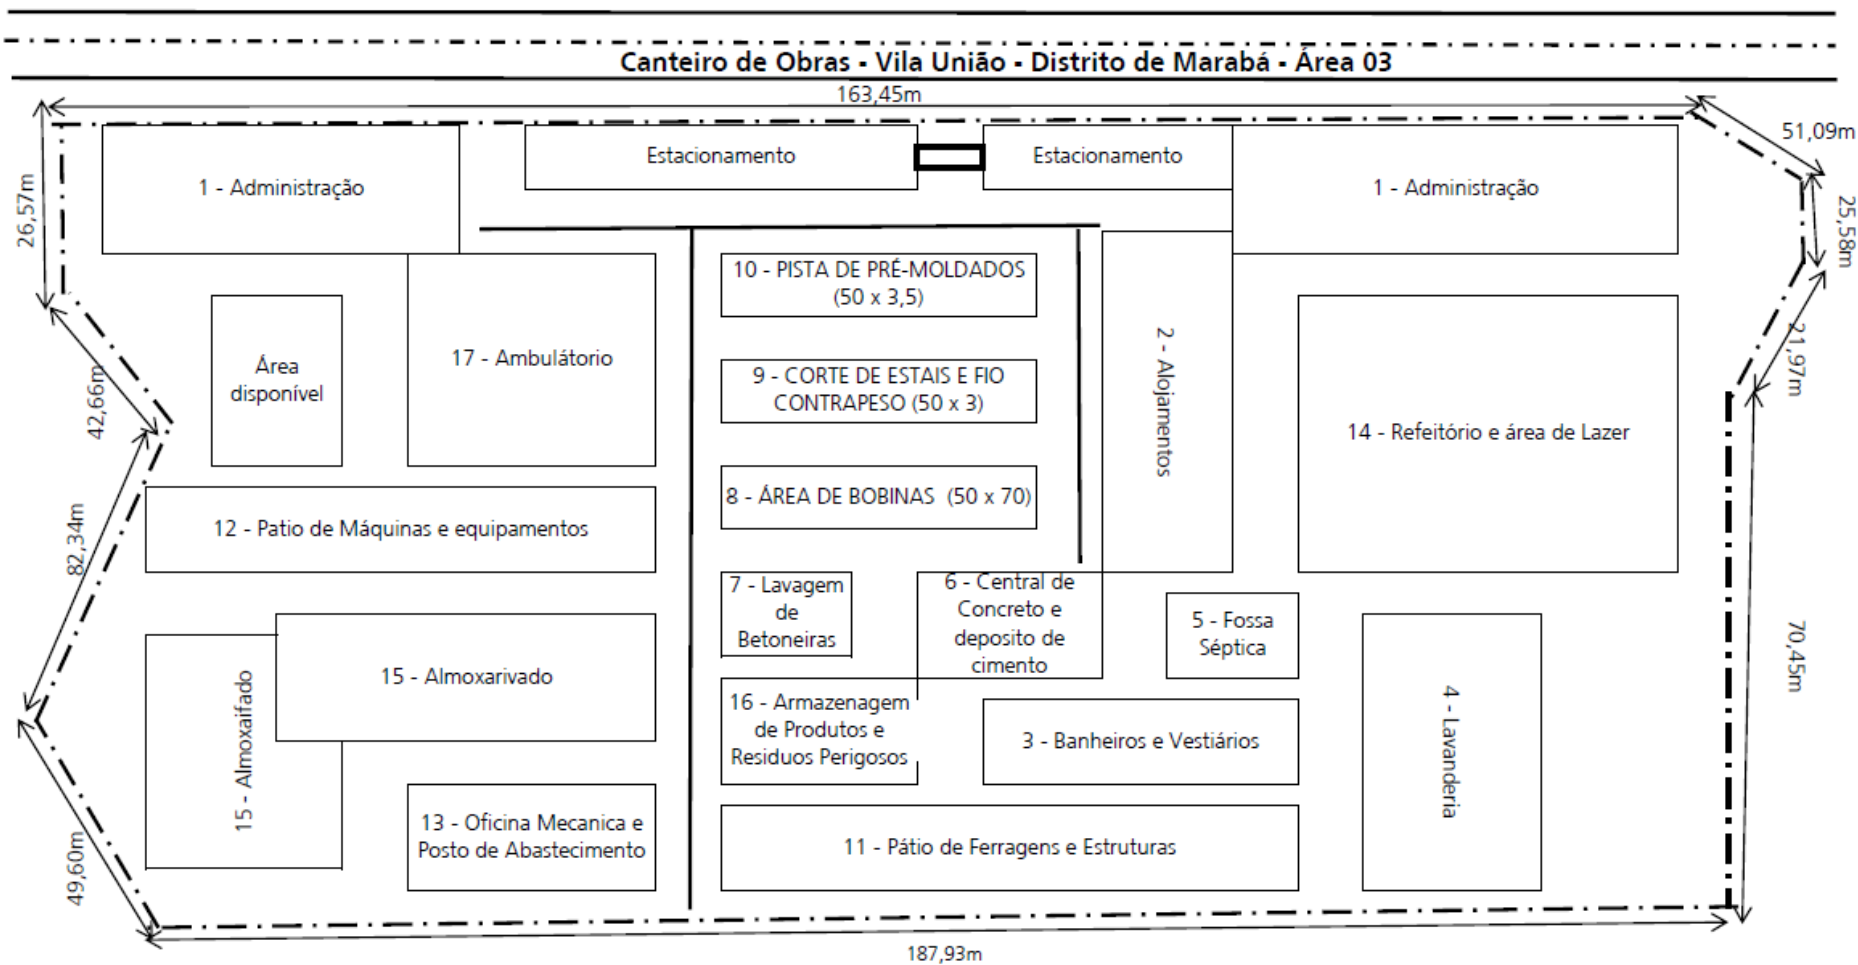 Canteiro de Obras - Vila União - Distrito de Marabá - Área 03
163,45m
51,09m
26,57m
25,58m
1 - Administração
Estacionamento
Estacionamento
1 - Administração
10 - PISTA DE PRÉ-MOLDADOS
(50 x 3,5)
Área
disponível
17 - Ambulátorio
9 - CORTE DE ESTAIS E FIO
CONTRAPESO (50 x 3)
2 - Alojamentos
14 - Refeitório e área de Lazer
21,97m
42,66m
8 - ÁREA DE BOBINAS  (50 x 70)
12 - Patio de Máquinas e equipamentos
82,34m
7 - Lavagem
de
Betoneiras
6 - Central de
Concreto e
deposito de
cimento
5 - Fossa
Séptica
70,45m
15 - Almoxarivado
15 - Almoxaifado
16 - Armazenagem
de Produtos e
Residuos Perigosos
3 - Banheiros e Vestiários
4 - Lavanderia
13 - Oficina Mecanica e
Posto de Abastecimento
11 - Pátio de Ferragens e Estruturas
49,60m
187,93m